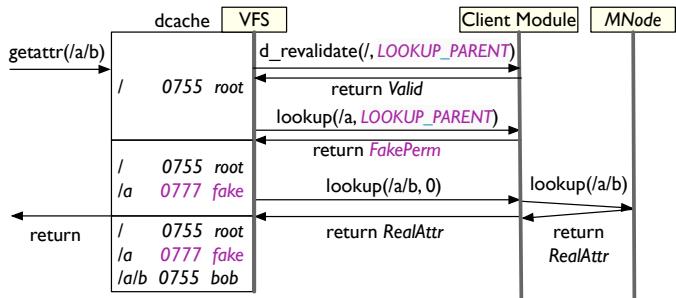 dcache VFS Client Module MNode
getattr(/a/b)
d_revalidate(/, LOOKUP_PARENT)
/ 0755 root
return Valid
lookup(/a, LOOKUP_PARENT)
return FakePerm
/ 0755 root
/a 0777 fake
lookup(/a/b, 0)
lookup(/a/b)
return
/ 0755 root
/a 0777 fake
/a/b 0755 bob
return RealAttr
return
RealAttr